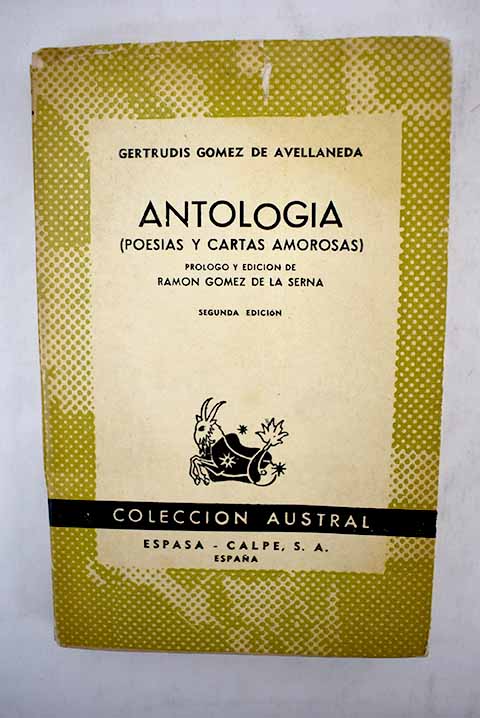 GERTRUDIS GOMEZ DE AVELLANEDA
ANTOLOGIA
(POESIAS Y CARTAS AMOROSAS)
PROLOGO Y EDICION DE
RAMON GOMEZ DE LA SERNA
SEGUNDA EDICIÓN
COLECCION AUSTRAL
ESPASA - CALPE, S. A.
ESPAÑA